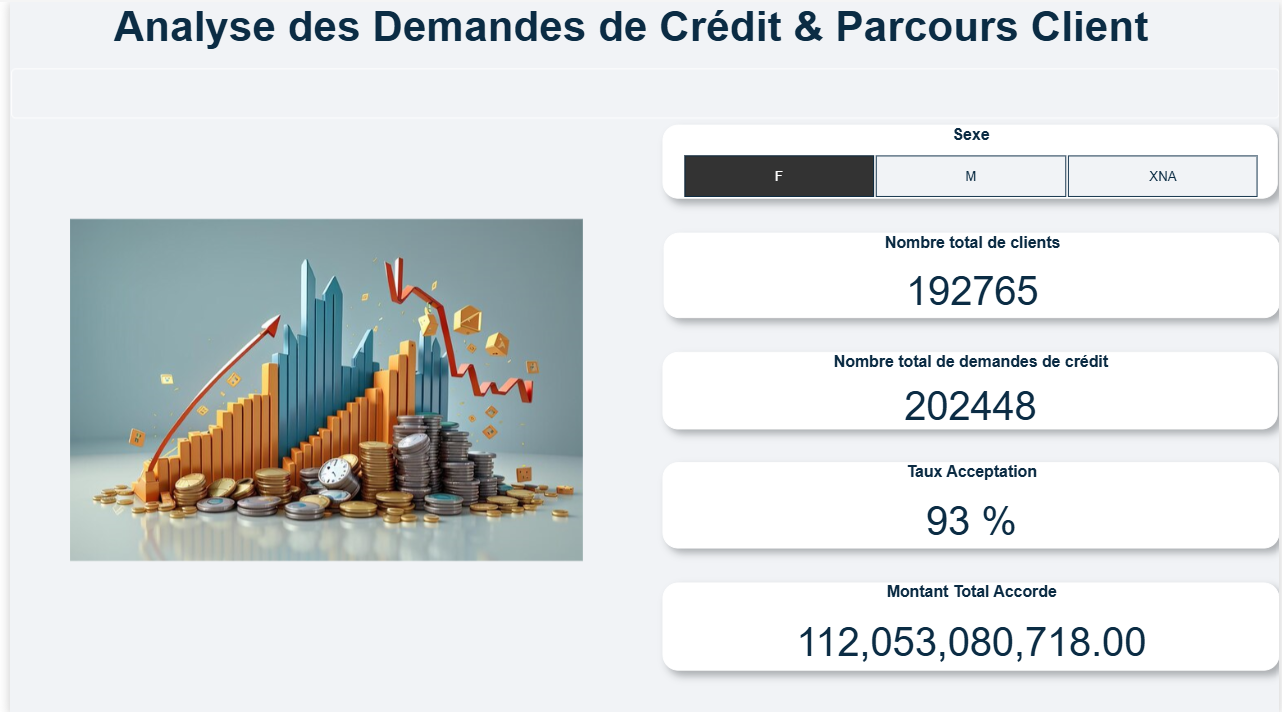 Analyse des Demandes de Crédit & Parcours Client
Sexe
F
M
XNA
Nombre total de clients
192765
Nombre total de demandes de crédit
202448
Taux Acceptation
93 %
Montant Total Accorde
112,053,080,718.00